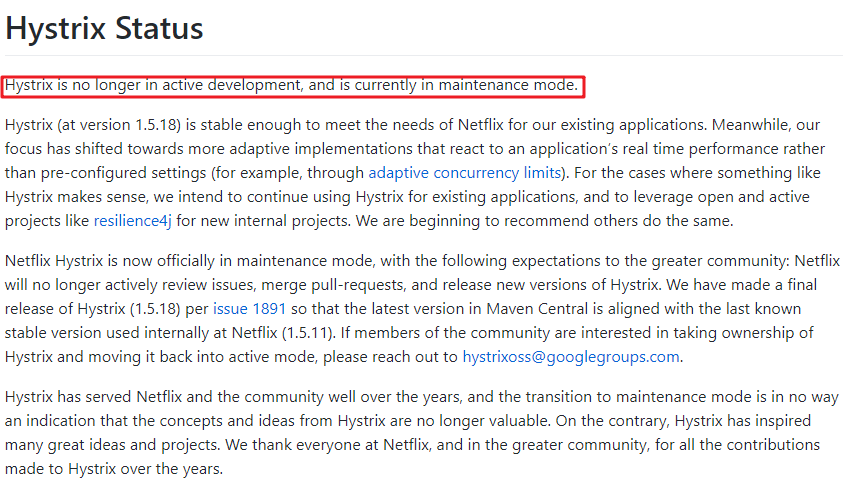 Hystrix Status
Hystrix is no longer in active development, and is currently in maintenance mode.
Hystrix (at version 1.5.18) is stable enough to meet the needs of Netflix for our existing applications. Meanwhile, our
focus has shifted towards more adaptive implementations that react to an application's real time performance rather
than pre-configured settings (for example, through adaptive concurrency limits). For the cases where something like
Hystrix makes sense, we intend to continue using Hystrix for existing applications, and to leverage open and active
projects like resilience4j for new internal projects. We are beginning to recommend others do the same.
Netflix Hystrix is now officially in maintenance mode, with the following expectations to the greater community: Netflix
will no longer actively review issues, merge pull-requests, and release new versions of Hystrix. We have made a final
release of Hystrix (1.5.18) per issue 1891 so that the latest version in Maven Central is aligned with the last known
stable version used internally at Netflix (1.5.11). If members of the community are interested in taking ownership of
Hystrix and moving it back into active mode, please reach out to hystrixoss@googlegroups.com.
Hystrix has served Netflix and the community well over the years, and the transition to maintenance mode is in no way
an indication that the concepts and ideas from Hystrix are no longer valuable. On the contrary, Hystrix has inspired
many great ideas and projects. We thank everyone at Netflix, and in the greater community, for all the contributions
made to Hystrix over the years.